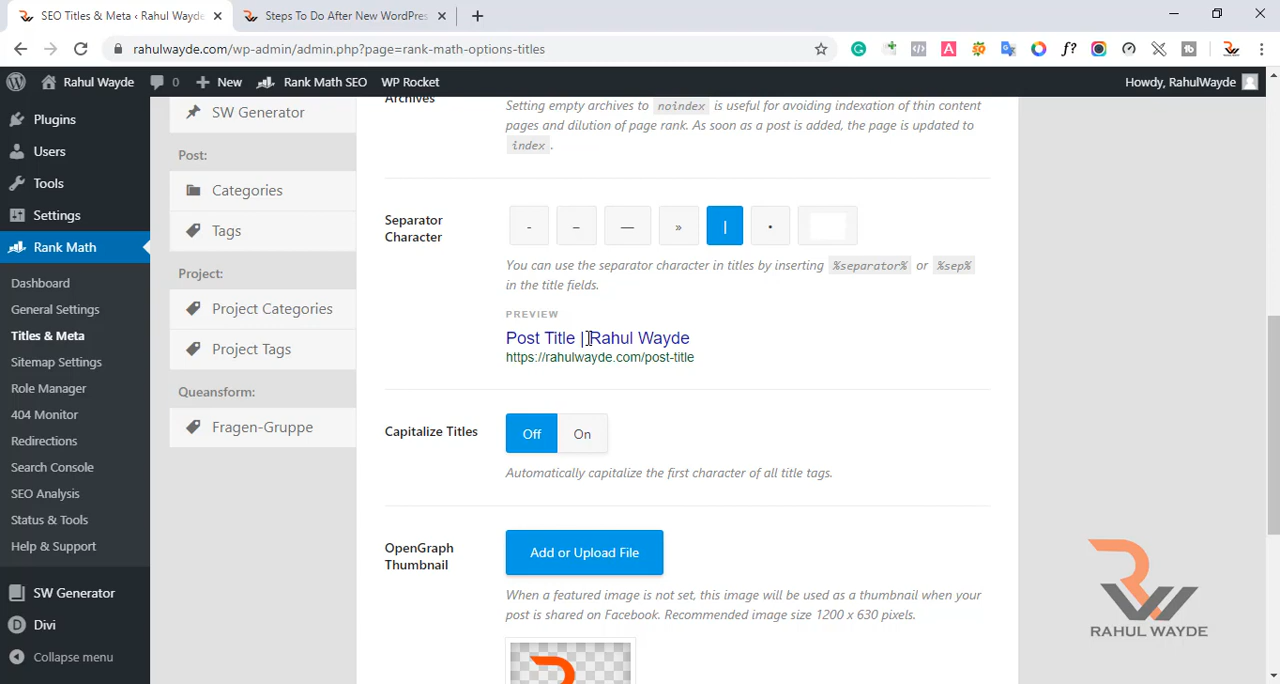 SEO Titles & Meta ‹ Rahul Wayde
Steps To Do After New WordPres
rahulwayde.com/wp-admin/admin.php?page=rank-math-options-titles
Rahul Wayde
0
New
Rank Math SEO
WP Rocket
Howdy, RahulWayde
Plugins
Users
Tools
Settings
Rank Math
Dashboard
General Settings
Titles & Meta
Sitemap Settings
Role Manager
404 Monitor
Redirections
Search Console
SEO Analysis
Status & Tools
Help & Support
SW Generator
Divi
Collapse menu
SW Generator
Post:
Categories
Tags
Project:
Project Categories
Project Tags
Queansform:
Fragen-Gruppe
Archives
Setting empty archives to noindex is useful for avoiding indexation of thin content
pages and dilution of page rank. As soon as a post is added, the page is updated to
index .
Separator
Character
- – — » | •
You can use the separator character in titles by inserting %separator% or %sep%
in the title fields.
PREVIEW
Post Title | Rahul Wayde
https://rahulwayde.com/post-title
Capitalize Titles
Off On
Automatically capitalize the first character of all title tags.
OpenGraph
Thumbnail
Add or Upload File
When a featured image is not set, this image will be used as a thumbnail when your
post is shared on Facebook. Recommended image size 1200 x 630 pixels.
RAHUL WAYDE